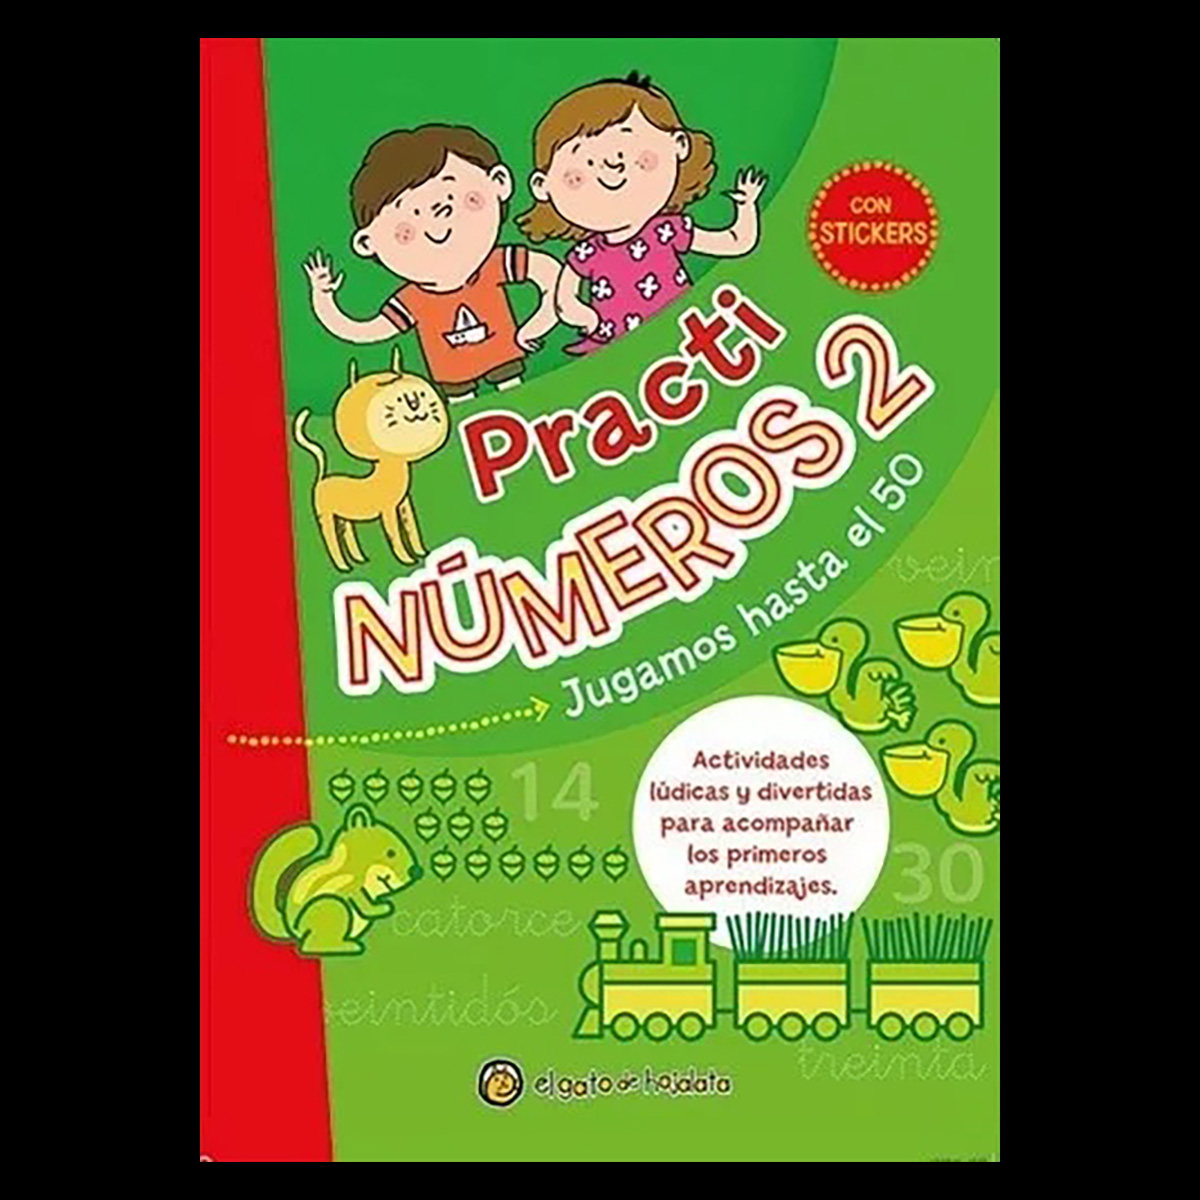 CON
STICKERS
Practi
NÚMEROS 2
Jugamos hasta el 50
Actividades
lúdicas y divertidas
para acompañar
los primeros
aprendizajes.
14
30
catorce
veintidós
treinta
el gato de hojalata